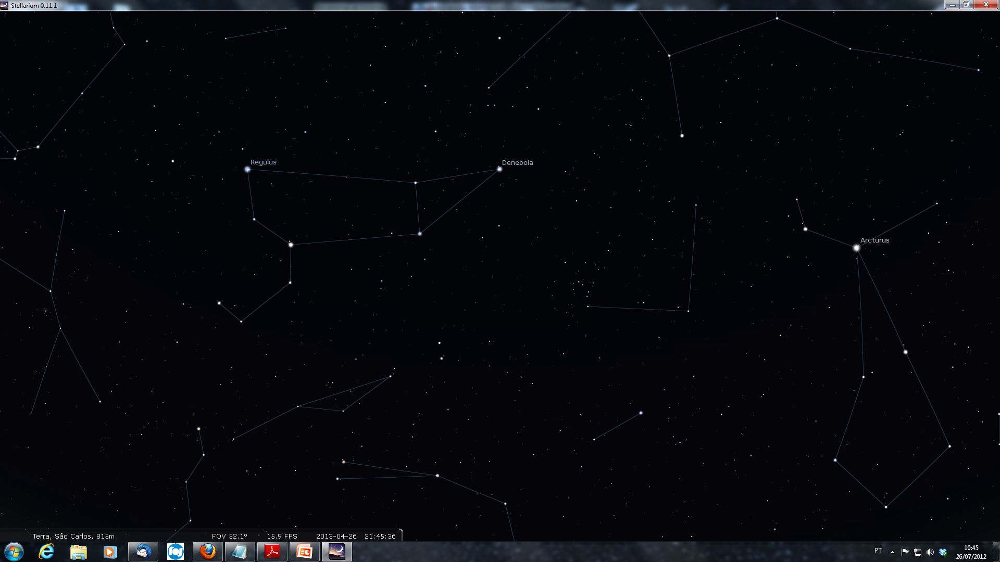 Stellarium 0.11.1
Regulus
Denebola
Arcturus
Terra, São Carlos, 815m FOV 52.1º 15.9 FPS 2013-04-26 21:45:36
PT 10:45
26/07/2012